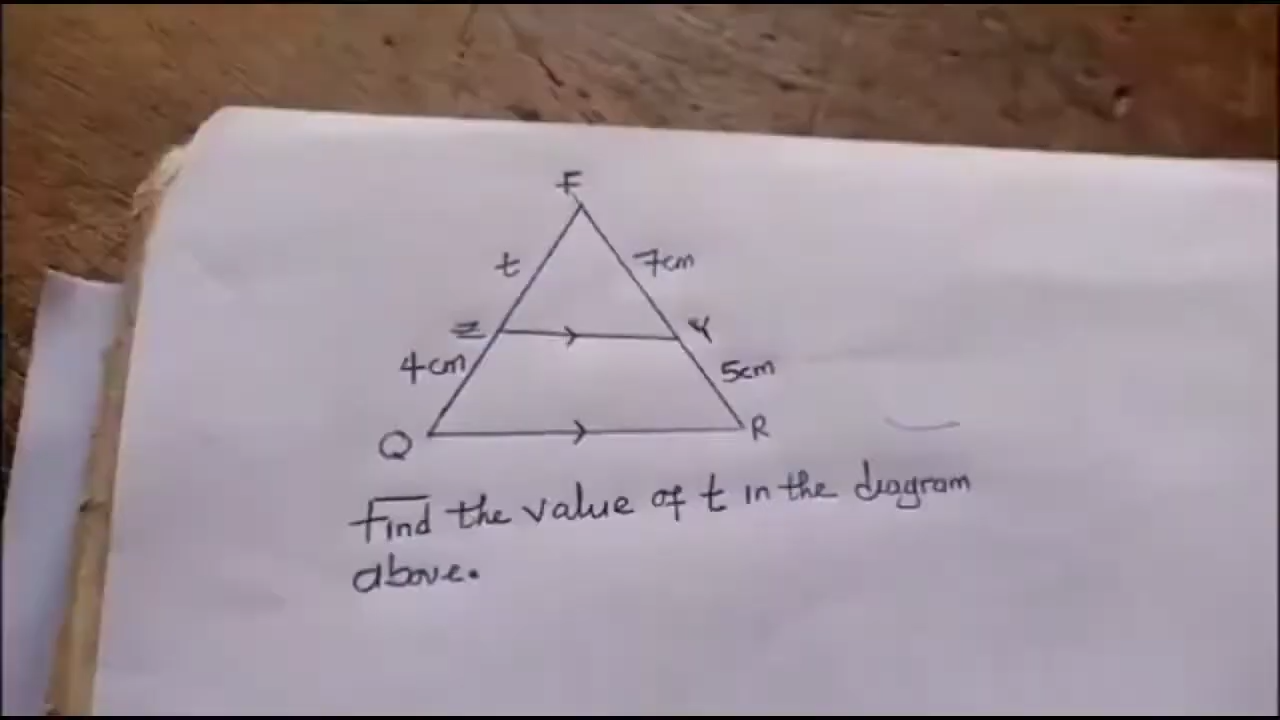 F
t 7cm
Z Y
4cm 5cm
Q R
Find the value of t in the diagram
above.